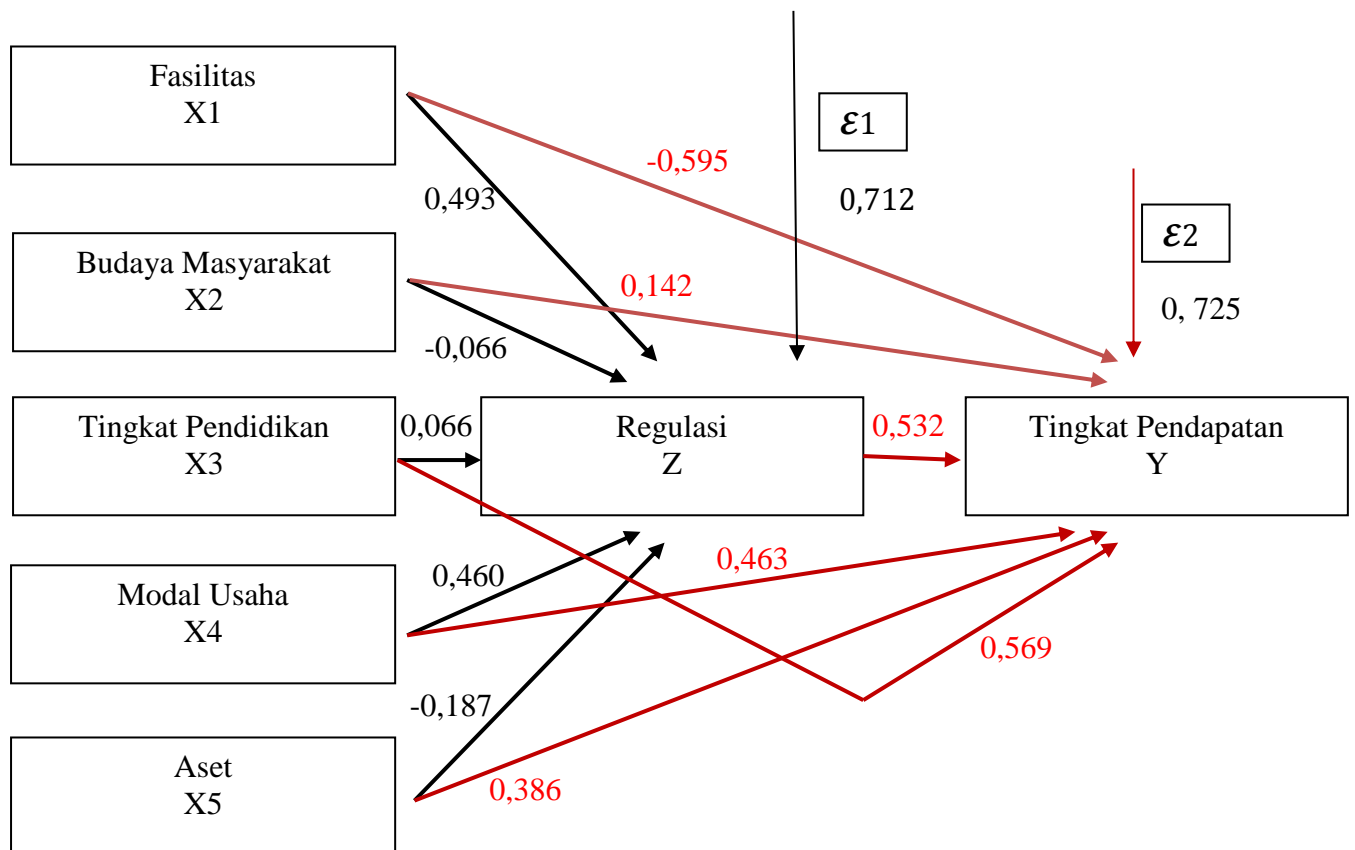 Fasilitas
X1
ε1
-0,595
0,493
0,712
ε2
Budaya Masyarakat
X2
0,142
0, 725
-0,066
Tingkat Pendidikan
X3
0,066
Regulasi
Z
0,532
Tingkat Pendapatan
Y
0,460
0,463
Modal Usaha
X4
0,569
-0,187
Aset
X5
0,386